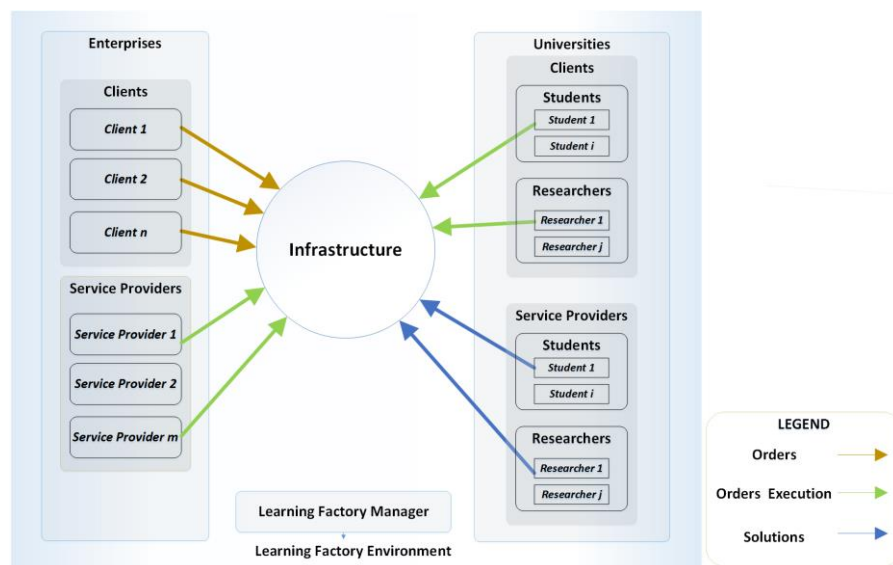 Enterprises
Clients
Client 1
Client 2
Client n
Service Providers
Service Provider 1
Service Provider 2
Service Provider m
Infrastructure
Universities
Clients
Students
Student 1
Student i
Researchers
Researcher 1
Researcher j
Service Providers
Students
Student 1
Student i
Researchers
Researcher 1
Researcher j
Learning Factory Manager
Learning Factory Environment
LEGEND
Orders
Orders Execution
Solutions